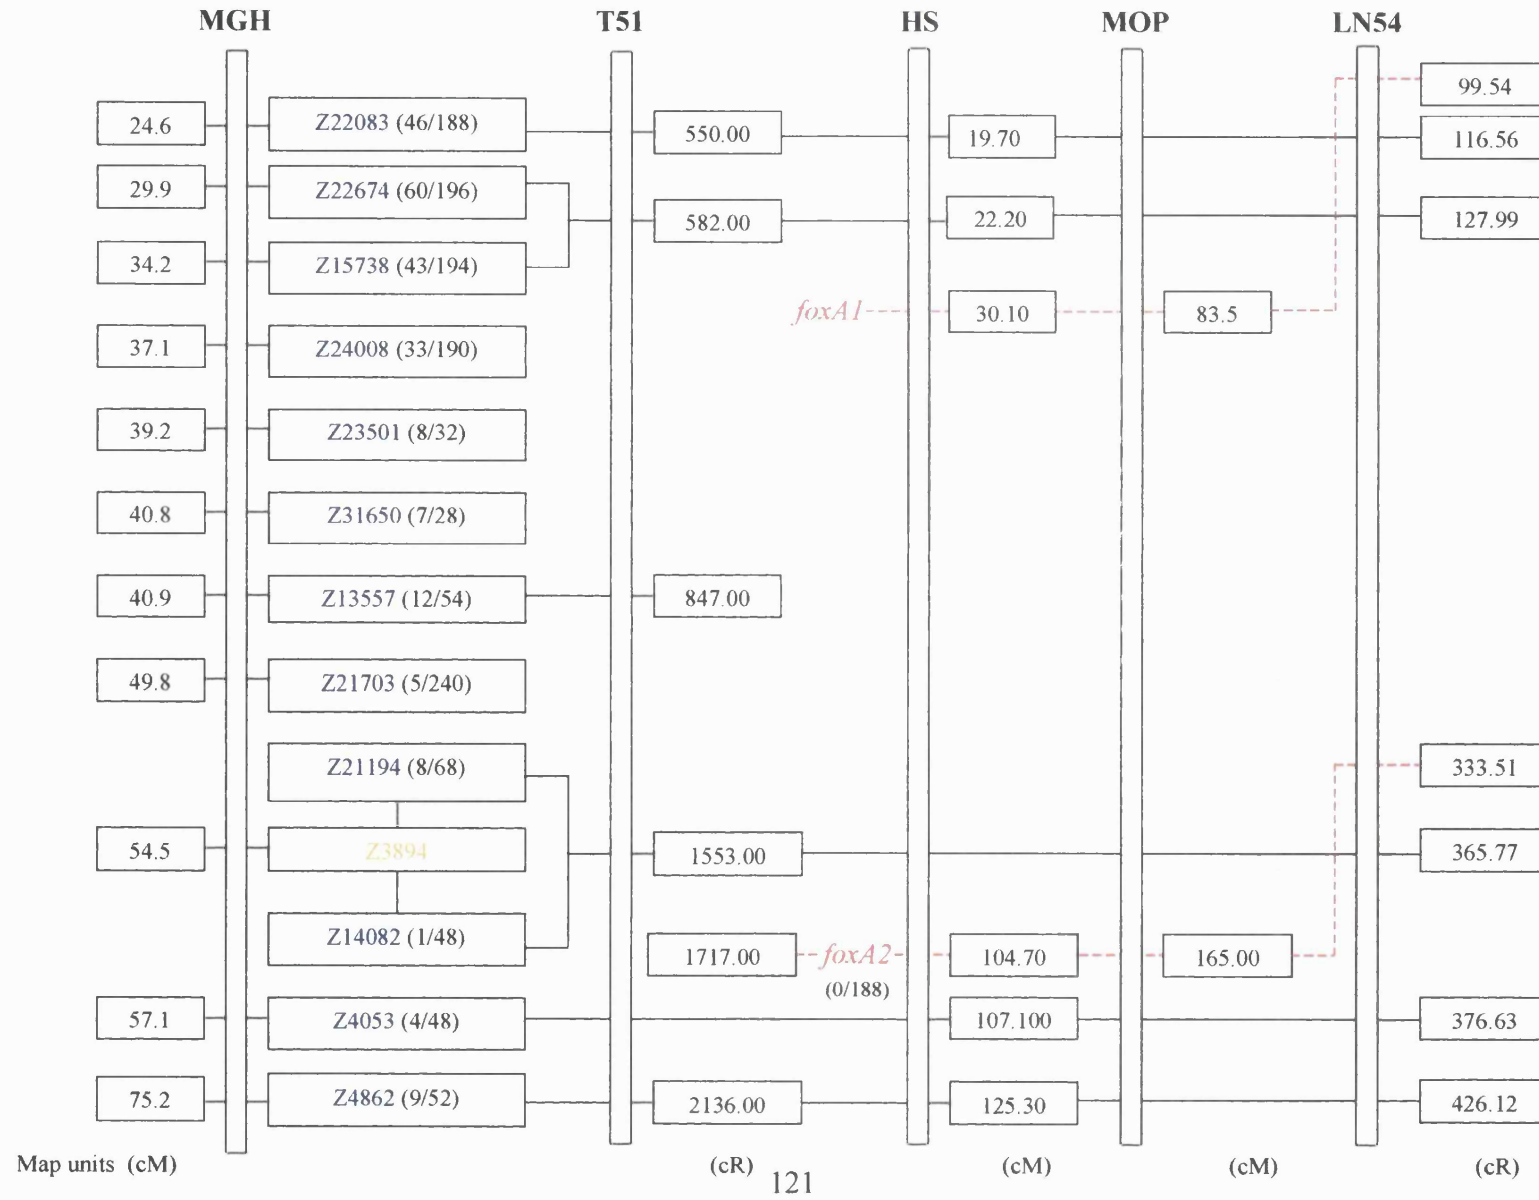 MGH T51 HS MOP LN54
99.54
24.6 Z22083 (46/188) 550.00 19.70 116.56
29.9 Z22674 (60/196) 582.00 22.20 127.99
34.2 Z15738 (43/194)
foxA1 30.10 83.5
37.1 Z24008 (33/190)
39.2 Z23501 (8/32)
40.8 Z31650 (7/28)
40.9 Z13557 (12/54) 847.00
49.8 Z21703 (5/240)
Z21194 (8/68) 333.51
54.5 Z3894 1553.00 365.77
Z14082 (1/48) 1717.00 foxA2 104.70 165.00
(0/188)
57.1 Z4053 (4/48) 107.100 376.63
75.2 Z4862 (9/52) 2136.00 125.30 426.12
Map units (cM) (cR) (cM) (cM) (cR)
121